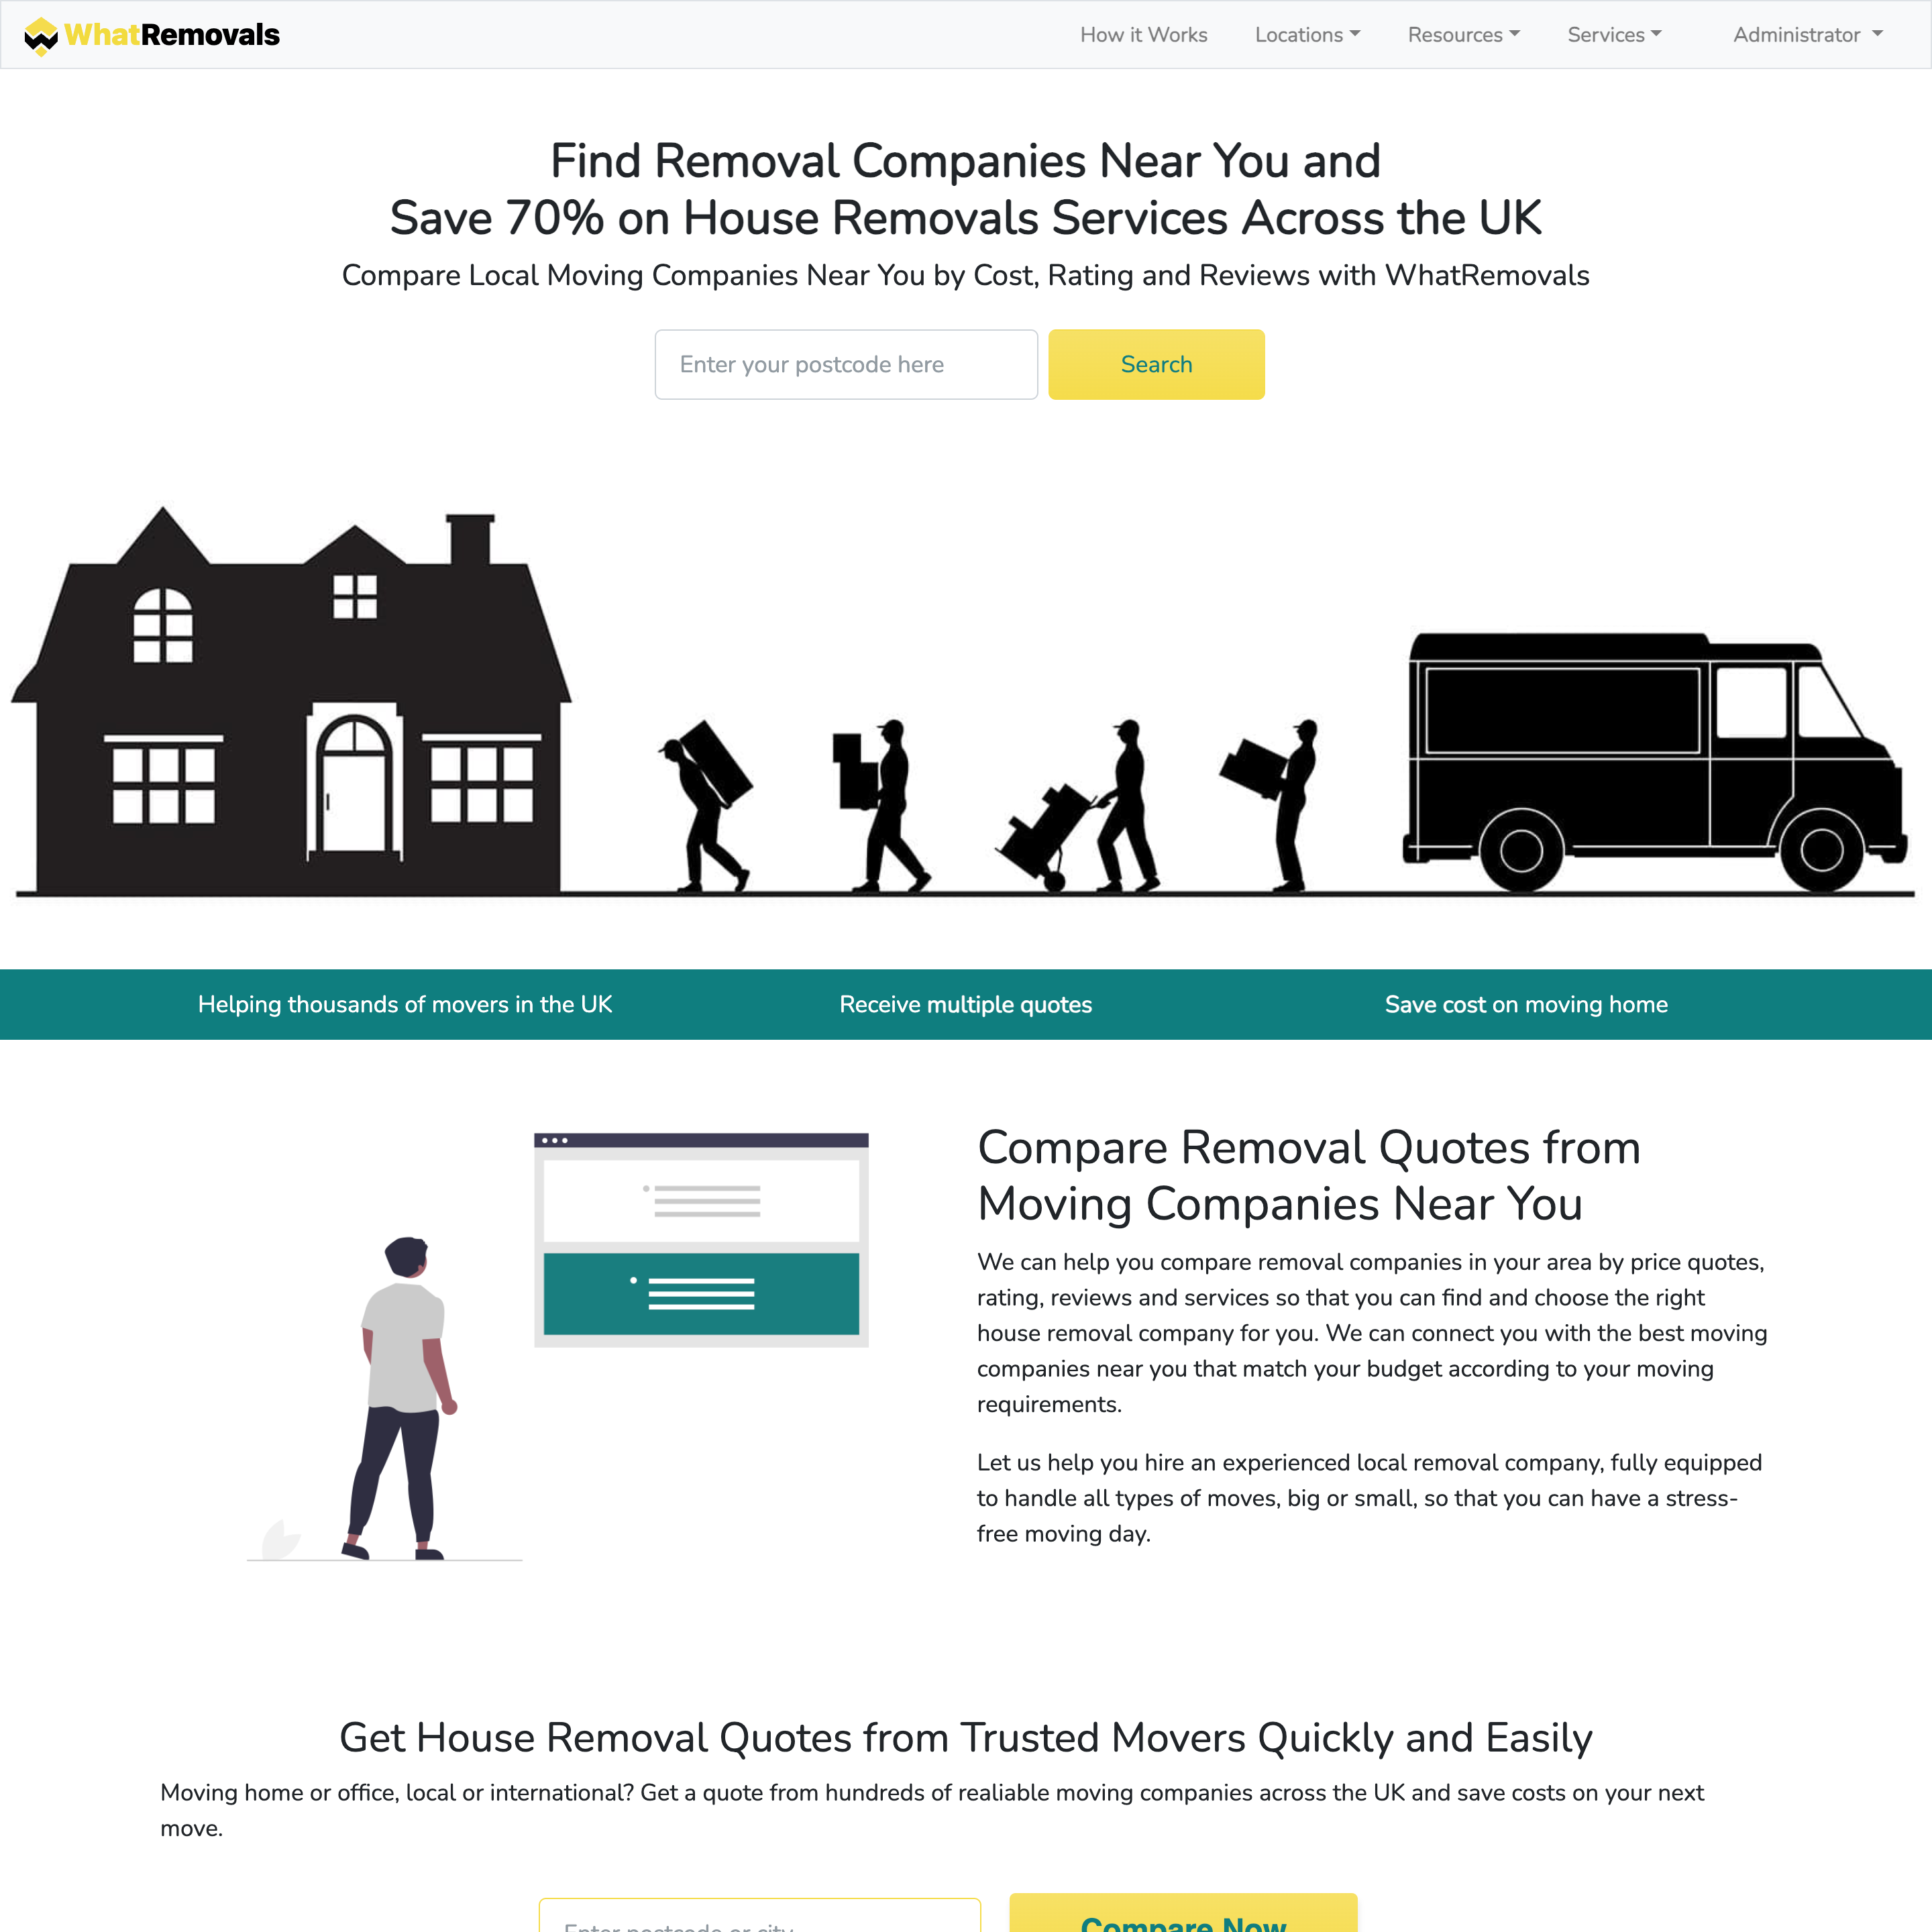 WhatRemovals
How it Works Locations Resources Services Administrator
Find Removal Companies Near You and
Save 70% on House Removals Services Across the UK
Compare Local Moving Companies Near You by Cost, Rating and Reviews with WhatRemovals
Enter your postcode here Search
Helping thousands of movers in the UK Receive multiple quotes Save cost on moving home
Compare Removal Quotes from
Moving Companies Near You
We can help you compare removal companies in your area by price quotes,
rating, reviews and services so that you can find and choose the right
house removal company for you. We can connect you with the best moving
companies near you that match your budget according to your moving
requirements.
Let us help you hire an experienced local removal company, fully equipped
to handle all types of moves, big or small, so that you can have a stress-
free moving day.
Get House Removal Quotes from Trusted Movers Quickly and Easily
Moving home or office, local or international? Get a quote from hundreds of realiable moving companies across the UK and save costs on your next
move.
Enter postcode or city Compare Now